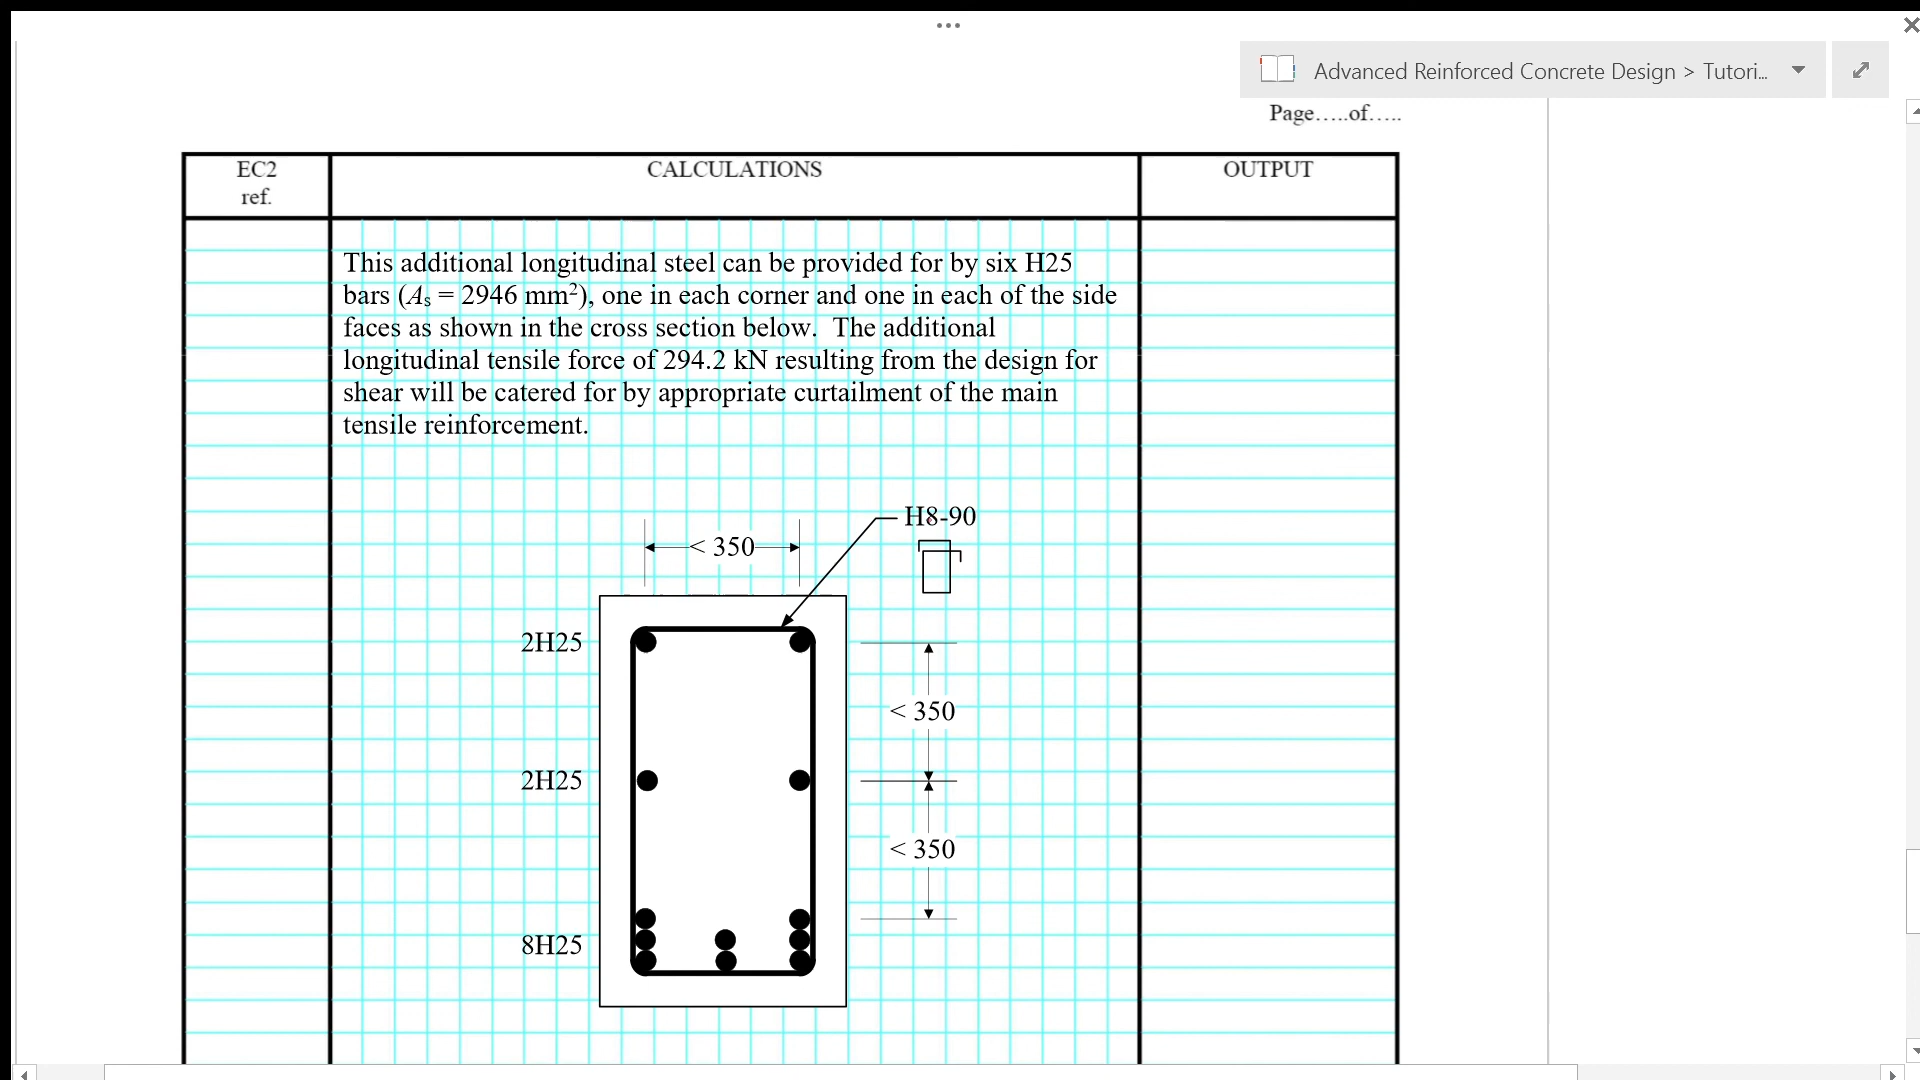 Advanced Reinforced Concrete Design > Tutori...
Page…..of…..
EC2
ref.
CALCULATIONS
OUTPUT
This additional longitudinal steel can be provided for by six H25
bars (As = 2946 mm²), one in each corner and one in each of the side
faces as shown in the cross section below. The additional
longitudinal tensile force of 294.2 kN resulting from the design for
shear will be catered for by appropriate curtailment of the main
tensile reinforcement.
H8-90
< 350
2H25
< 350
2H25
< 350
8H25